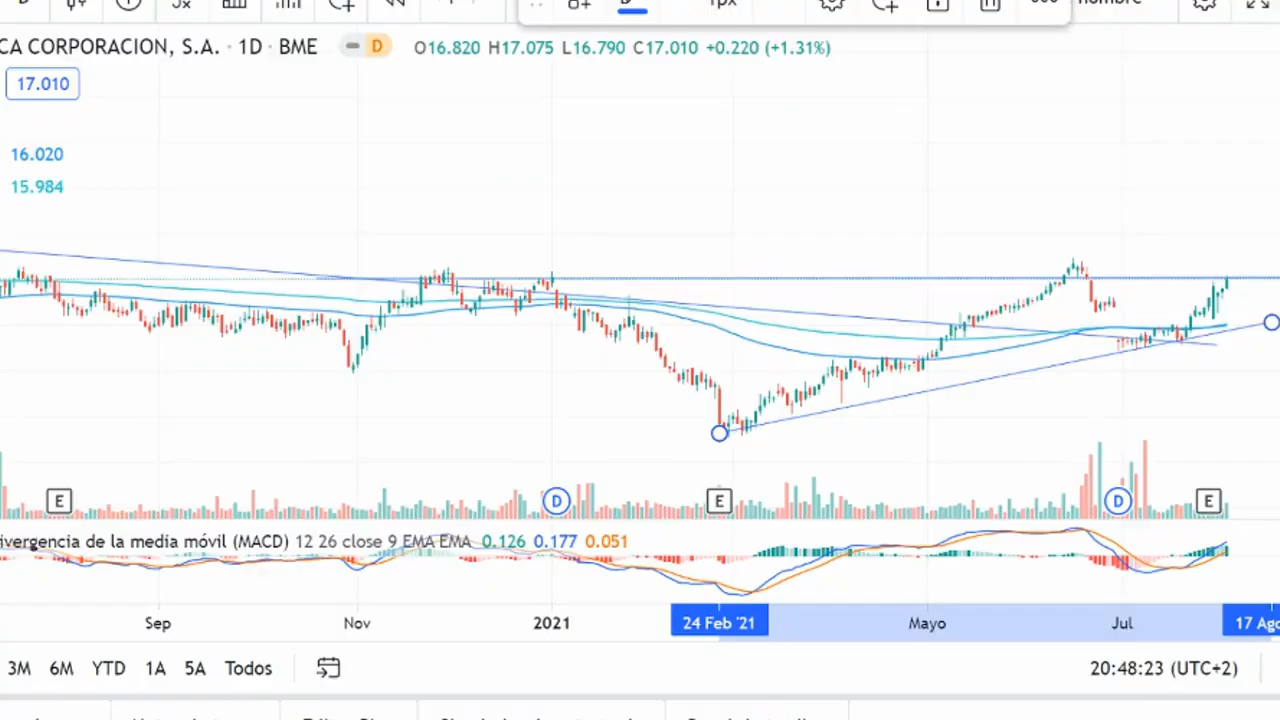 CA CORPORACION, S.A. · 1D · BME D O16.820 H17.075 L16.790 C17.010 +0.220 (+1.31%)
17.010
16.020
15.984
E D E D E
ivergencia de la media móvil (MACD) 12 26 close 9 EMA EMA 0.126 0.177 0.051
Sep Nov 2021 24 Feb '21 Mayo Jul 17 Ago
3M 6M YTD 1A 5A Todos 20:48:23 (UTC+2)